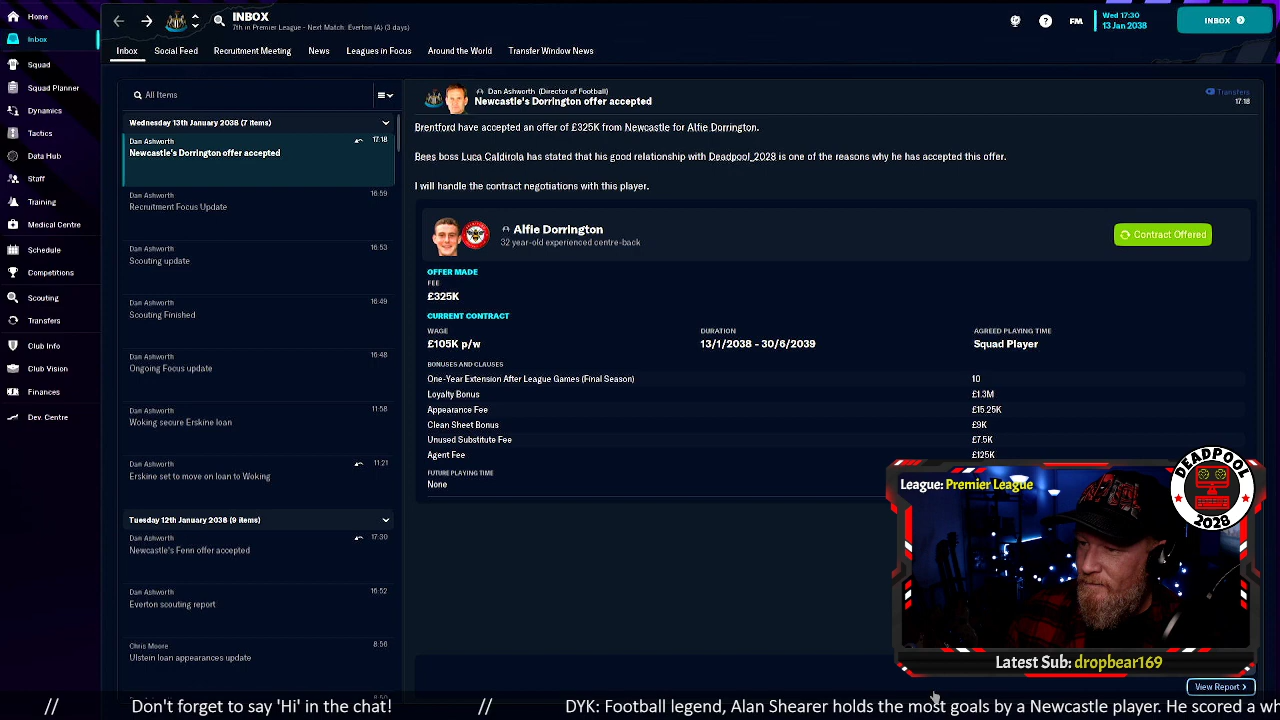 Home
Inbox
Squad
Squad Planner
Dynamics
Tactics
Data Hub
Staff
Training
Medical Centre
Schedule
Competitions
Scouting
Transfers
Club Info
Club Vision
Finances
Dev. Centre
INBOX
7th in Premier League - Next Match: Everton (A) (3 days)
FM
Wed 17:30
13 Jan 2038
INBOX
Inbox
Social Feed
Recruitment Meeting
News
Leagues in Focus
Around the World
Transfer Window News
All Items
Wednesday 13th January 2038 (7 items)
Dan Ashworth
17:18
Newcastle's Dorrington offer accepted
Dan Ashworth
16:59
Recruitment Focus Update
Dan Ashworth
16:53
Scouting update
Dan Ashworth
16:49
Scouting Finished
Dan Ashworth
16:48
Ongoing Focus update
Dan Ashworth
11:58
Woking secure Erskine loan
Dan Ashworth
11:21
Erskine set to move on loan to Woking
Tuesday 12th January 2038 (9 items)
Dan Ashworth
17:30
Newcastle's Fenn offer accepted
Dan Ashworth
16:52
Everton scouting report
Chris Moore
8:56
Ulstein loan appearances update
Dan Ashworth (Director of Football)
Newcastle's Dorrington offer accepted
Transfers
17:18
Brentford have accepted an offer of £325K from Newcastle for Alfie Dorrington.
Bees boss Luca Caldirola has stated that his good relationship with Deadpool_2028 is one of the reasons why he has accepted this offer.
I will handle the contract negotiations with this player.
Alfie Dorrington
32 year-old experienced centre-back
Contract Offered
OFFER MADE
FEE
£325K
CURRENT CONTRACT
WAGE
DURATION
AGREED PLAYING TIME
£105K p/w
13/1/2038 - 30/6/2039
Squad Player
BONUSES AND CLAUSES
One-Year Extension After League Games (Final Season)
10
Loyalty Bonus
£1.3M
Appearance Fee
£15.25K
Clean Sheet Bonus
£9K
Unused Substitute Fee
£7.5K
Agent Fee
£125K
FUTURE PLAYING TIME
None
League: Premier League
DEADPOOL
2028
Latest Sub: dropbear169
View Report
// Don't forget to say 'Hi' in the chat! // DYK: Football legend, Alan Shearer holds the most goals by a Newcastle player. He scored a wh